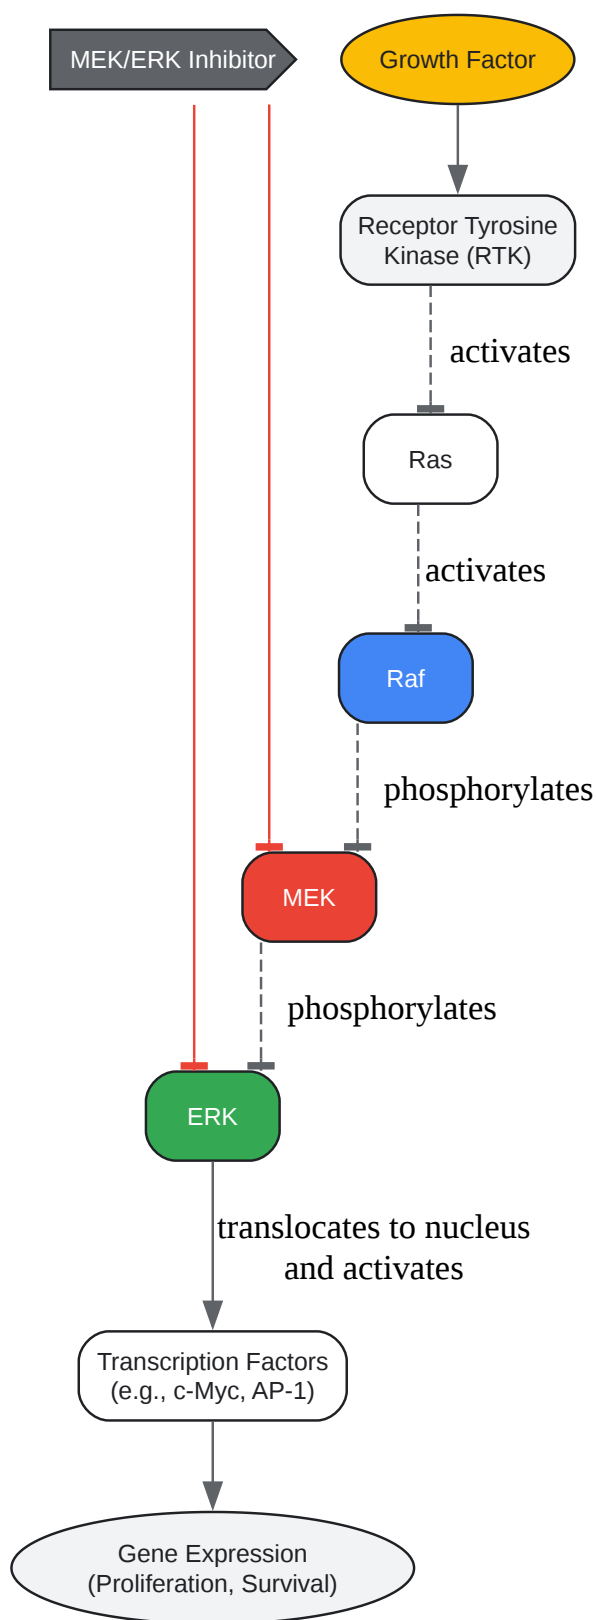 MEK/ERK Inhibitor
Growth Factor
Receptor Tyrosine
Kinase (RTK)
activates
Ras
activates
Raf
phosphorylates
MEK
phosphorylates
ERK
translocates to nucleus
and activates
Transcription Factors
(e.g., c-Myc, AP-1)
Gene Expression
(Proliferation, Survival)